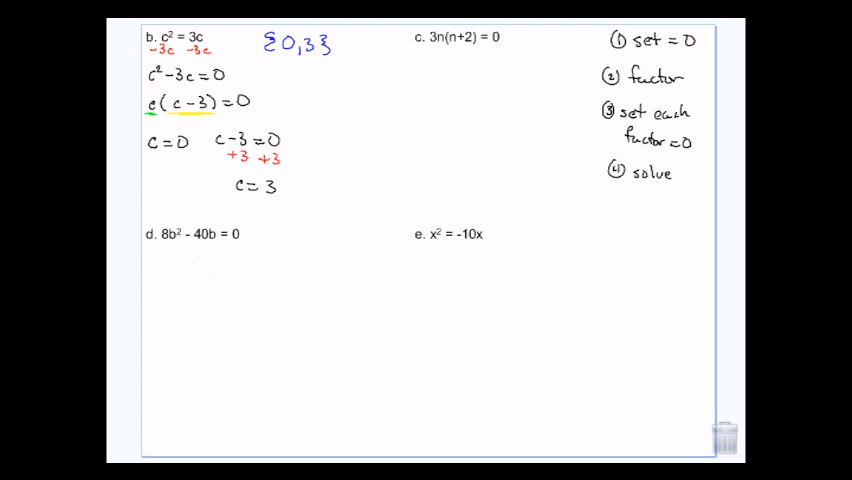 b. c² = 3c
-3c -3c
{0,3}
c² - 3c = 0
c(c - 3) = 0
c = 0 c - 3 = 0
+3 +3
c = 3
c. 3n(n+2) = 0
① set = 0
② factor
③ set each
factor = 0
④ solve
d. 8b² - 40b = 0
e. x² = -10x